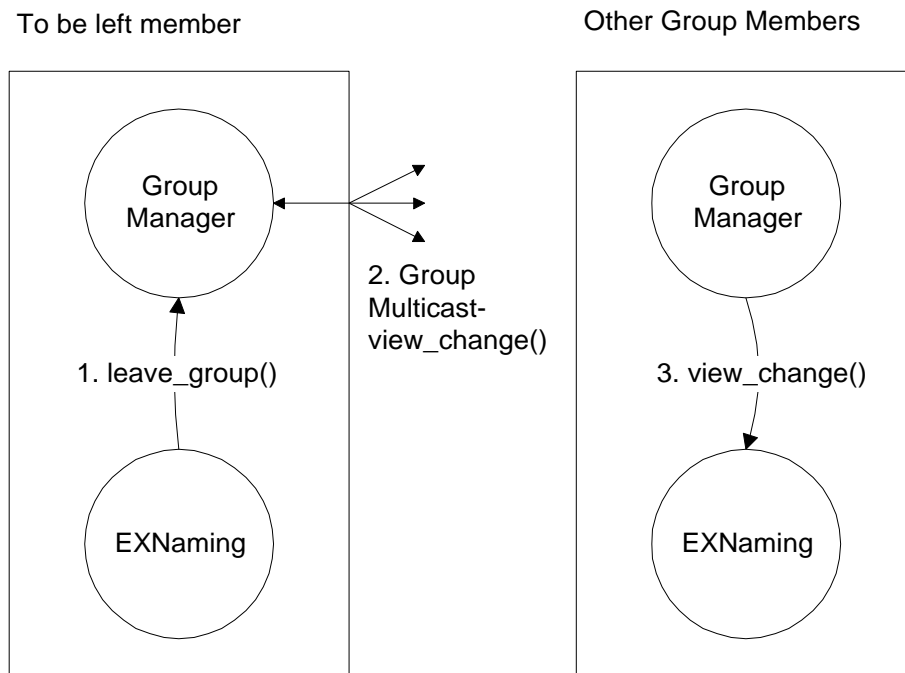 To be left member
Other Group Members
Group
Manager
Group
Manager
2. Group
Multicast-
view_change()
1. leave_group()
3. view_change()
EXNaming
EXNaming